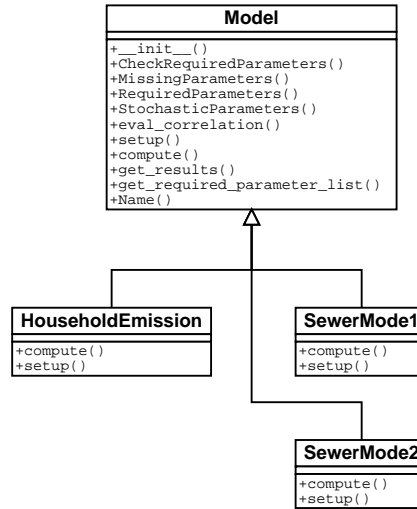 Model
+__init__()
+CheckRequiredParameters()
+MissingParameters()
+RequiredParameters()
+StochasticParameters()
+eval_correlation()
+setup()
+compute()
+get_results()
+get_required_parameter_list()
+Name()
HouseholdEmission
+compute()
+setup()
SewerMode1
+compute()
+setup()
SewerMode2
+compute()
+setup()